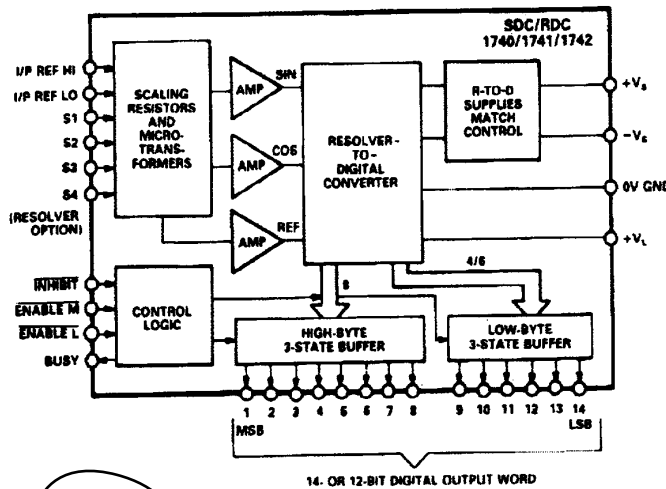 SDC/RDC
1740/1741/1742
I/P REF HI
I/P REF LO
S1
S2
S3
S4
(RESOLVER
OPTION)
SCALING
RESISTORS
AND
MICRO-
TRANS-
FORMERS
AMP
SIN
AMP
COS
AMP
REF
RESOLVER-
TO-
DIGITAL
CONVERTER
R-TO-D
SUPPLIES
MATCH
CONTROL
+VS
-VS
0V GND
+VL
INHIBIT
ENABLE M
ENABLE L
BUSY
CONTROL
LOGIC
8
4/6
HIGH-BYTE
3-STATE BUFFER
LOW-BYTE
3-STATE BUFFER
1 2 3 4 5 6 7 8 9 10 11 12 13 14
MSB LSB
14- OR 12-BIT DIGITAL OUTPUT WORD